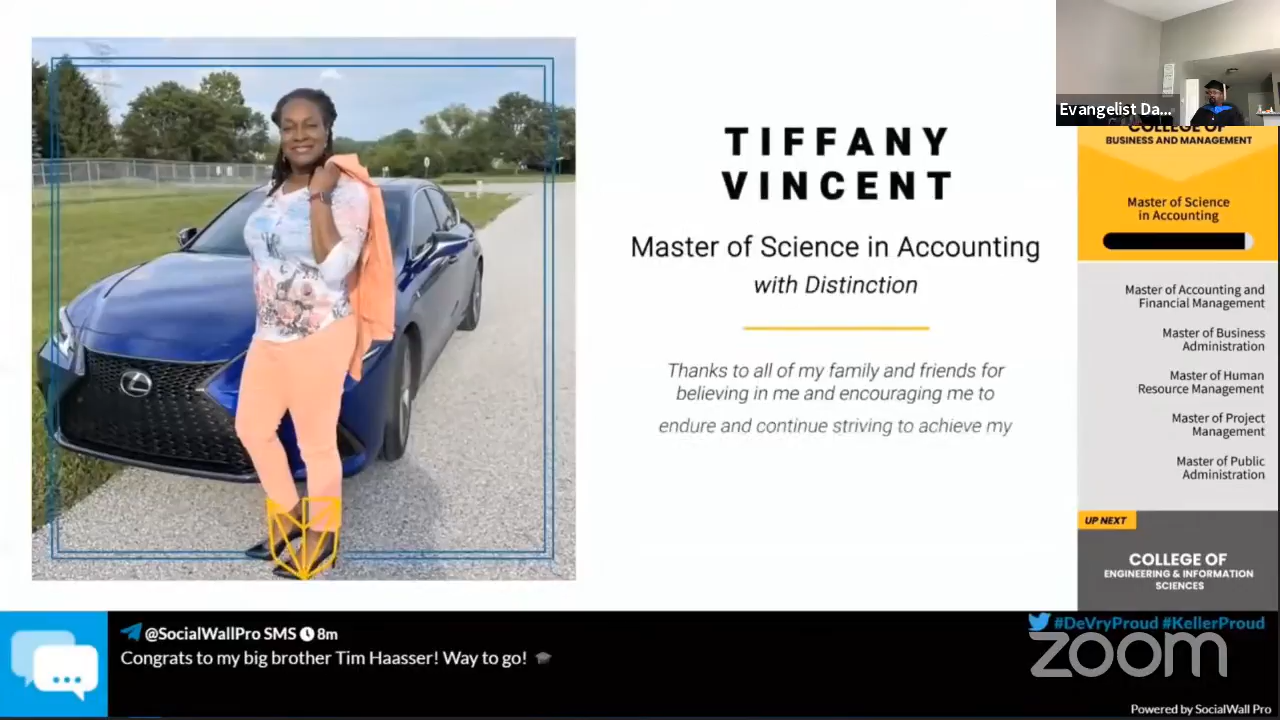 TIFFANY
VINCENT
Master of Science in Accounting
with Distinction
Thanks to all of my family and friends for
believing in me and encouraging me to
endure and continue striving to achieve my
Evangelist Da...
COLLEGE OF
BUSINESS AND MANAGEMENT
Master of Science
in Accounting
Master of Accounting and
Financial Management
Master of Business
Administration
Master of Human
Resource Management
Master of Project
Management
Master of Public
Administration
UP NEXT
COLLEGE OF
ENGINEERING & INFORMATION
SCIENCES
@SocialWallPro SMS 8m
Congrats to my big brother Tim Haasser! Way to go!
#DeVryProud #KellerProud
zoom
Powered by SocialWall Pro